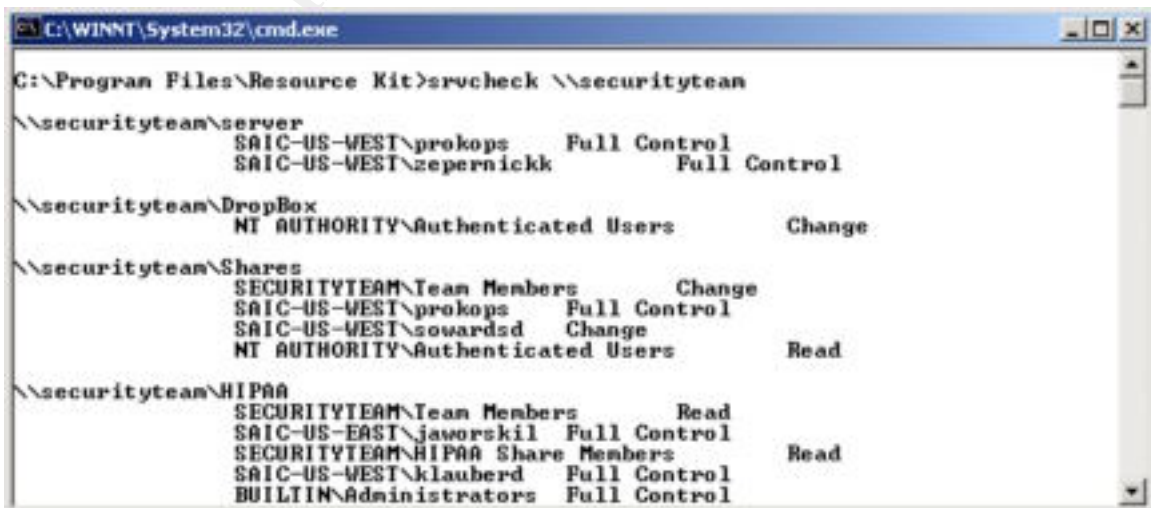 C:\WINNT\System32\cmd.exe
C:\Program Files\Resource Kit>srvcheck \\securityteam
\\securityteam\server
SAIC-US-WEST\prokops Full Control
SAIC-US-WEST\zepernickk Full Control
\\securityteam\DropBox
NT AUTHORITY\Authenticated Users Change
\\securityteam\Shares
SECURITYTEAM\Team Members Change
SAIC-US-WEST\prokops Full Control
SAIC-US-WEST\sowardsd Change
NT AUTHORITY\Authenticated Users Read
\\securityteam\HIPAA
SECURITYTEAM\Team Members Read
SAIC-US-EAST\jaworskil Full Control
SECURITYTEAM\HIPAA Share Members Read
SAIC-US-WEST\klauberd Full Control
BUILTIN\Administrators Full Control